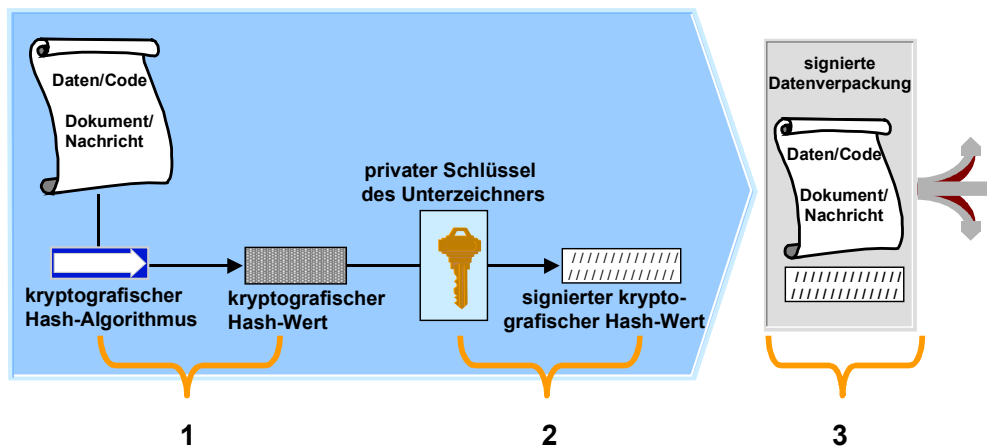 Daten/Code
Dokument/
Nachricht
privater Schlüssel
des Unterzeichners
kryptografischer
Hash-Algorithmus
kryptografischer
Hash-Wert
signierter krypto-
grafischer Hash-Wert
signierte
Datenverpackung
Daten/Code
Dokument/
Nachricht
1
2
3